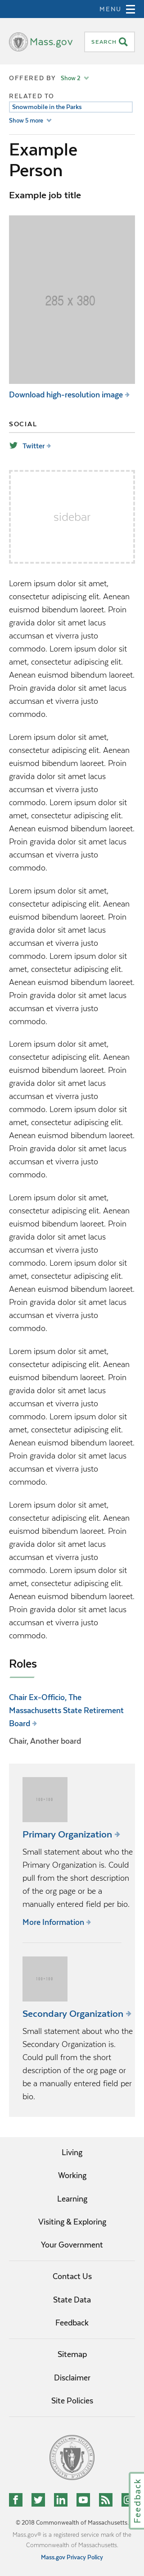 MENU
Mass.gov
SEARCH
OFFERED BY Show 2
RELATED TO
Snowmobile in the Parks
Show 5 more
Example
Person
Example job title
285 x 380
Download high-resolution image
SOCIAL
Twitter
sidebar
Lorem ipsum dolor sit amet,
consectetur adipiscing elit. Aenean
euismod bibendum laoreet. Proin
gravida dolor sit amet lacus
accumsan et viverra justo
commodo. Lorem ipsum dolor sit
amet, consectetur adipiscing elit.
Aenean euismod bibendum laoreet.
Proin gravida dolor sit amet lacus
accumsan et viverra justo
commodo.
Lorem ipsum dolor sit amet,
consectetur adipiscing elit. Aenean
euismod bibendum laoreet. Proin
gravida dolor sit amet lacus
accumsan et viverra justo
commodo. Lorem ipsum dolor sit
amet, consectetur adipiscing elit.
Aenean euismod bibendum laoreet.
Proin gravida dolor sit amet lacus
accumsan et viverra justo
commodo.
Lorem ipsum dolor sit amet,
consectetur adipiscing elit. Aenean
euismod bibendum laoreet. Proin
gravida dolor sit amet lacus
accumsan et viverra justo
commodo. Lorem ipsum dolor sit
amet, consectetur adipiscing elit.
Aenean euismod bibendum laoreet.
Proin gravida dolor sit amet lacus
accumsan et viverra justo
commodo.
Lorem ipsum dolor sit amet,
consectetur adipiscing elit. Aenean
euismod bibendum laoreet. Proin
gravida dolor sit amet lacus
accumsan et viverra justo
commodo. Lorem ipsum dolor sit
amet, consectetur adipiscing elit.
Aenean euismod bibendum laoreet.
Proin gravida dolor sit amet lacus
accumsan et viverra justo
commodo.
Lorem ipsum dolor sit amet,
consectetur adipiscing elit. Aenean
euismod bibendum laoreet. Proin
gravida dolor sit amet lacus
accumsan et viverra justo
commodo. Lorem ipsum dolor sit
amet, consectetur adipiscing elit.
Aenean euismod bibendum laoreet.
Proin gravida dolor sit amet lacus
accumsan et viverra justo
commodo.
Lorem ipsum dolor sit amet,
consectetur adipiscing elit. Aenean
euismod bibendum laoreet. Proin
gravida dolor sit amet lacus
accumsan et viverra justo
commodo. Lorem ipsum dolor sit
amet, consectetur adipiscing elit.
Aenean euismod bibendum laoreet.
Proin gravida dolor sit amet lacus
accumsan et viverra justo
commodo.
Lorem ipsum dolor sit amet,
consectetur adipiscing elit. Aenean
euismod bibendum laoreet. Proin
gravida dolor sit amet lacus
accumsan et viverra justo
commodo. Lorem ipsum dolor sit
amet, consectetur adipiscing elit.
Aenean euismod bibendum laoreet.
Proin gravida dolor sit amet lacus
accumsan et viverra justo
commodo.
Roles
Chair Ex-Officio, The
Massachusetts State Retirement
Board
Chair, Another board
Primary Organization
Small statement about who the
Primary Organization is. Could
pull from the short description
of the org page or be a
manually entered field per bio.
More Information
Secondary Organization
Small statement about who the
Secondary Organization is.
Could pull from the short
description of the org page or
be a manually entered field per
bio.
Living
Working
Learning
Visiting & Exploring
Your Government
Contact Us
State Data
Feedback
Sitemap
Disclaimer
Site Policies
Feedback
© 2018 Commonwealth of Massachusetts.
Mass.gov® is a registered service mark of the
Commonwealth of Massachusetts.
Mass.gov Privacy Policy